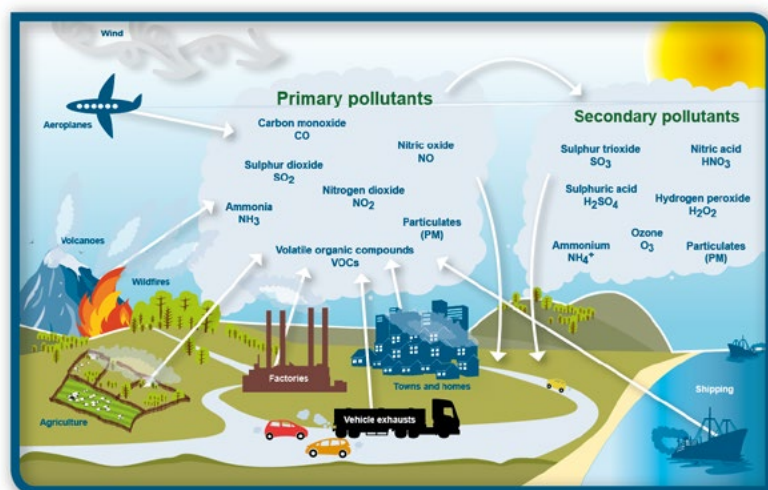 Wind
Aeroplanes
Primary pollutants
Carbon monoxide
CO
Nitric oxide
NO
Sulphur dioxide
SO₂
Nitrogen dioxide
NO₂
Ammonia
NH₃
Particulates
(PM)
Volatile organic compounds
VOCs
Secondary pollutants
Sulphur trioxide
SO₃
Nitric acid
HNO₃
Sulphuric acid
H₂SO₄
Hydrogen peroxide
H₂O₂
Ozone
O₃
Ammonium
NH₄⁺
Particulates
(PM)
Volcanoes
Wildfires
Agriculture
Factories
Towns and homes
Vehicle exhausts
Shipping